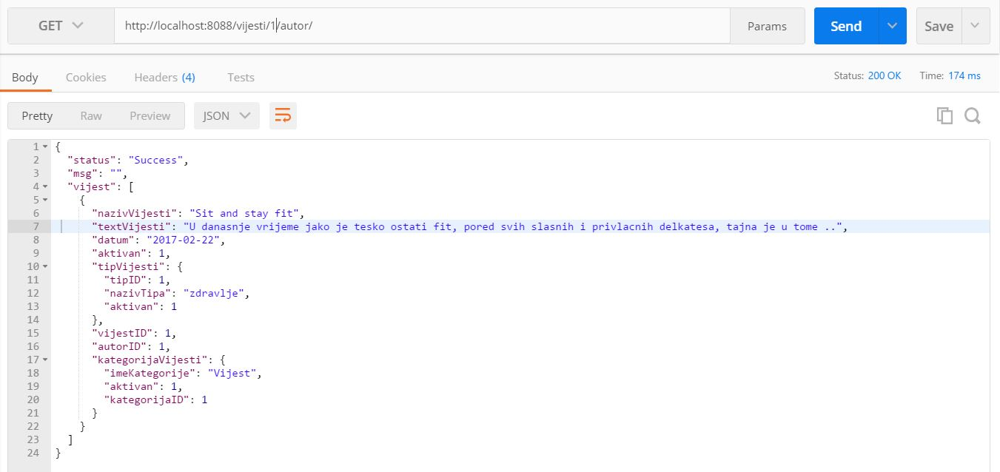 GET http://localhost:8088/vijesti/1/autor/ Params Send Save
Body Cookies Headers (4) Tests Status: 200 OK Time: 174 ms
Pretty Raw Preview JSON
1 {
2 "status": "Success",
3 "msg": "",
4 "vijest": [
5 {
6 "nazivVijesti": "Sit and stay fit",
7 "textVijesti": "U danasnje vrijeme jako je tesko ostati fit, pored svih slasnih i privlacnih delkatesa, tajna je u tome ..",
8 "datum": "2017-02-22",
9 "aktivan": 1,
10 "tipVijesti": {
11 "tipID": 1,
12 "nazivTipa": "zdravlje",
13 "aktivan": 1
14 },
15 "vijestID": 1,
16 "autorID": 1,
17 "kategorijaVijesti": {
18 "imeKategorije": "Vijest",
19 "aktivan": 1,
20 "kategorijaID": 1
21 }
22 }
23 ]
24 }